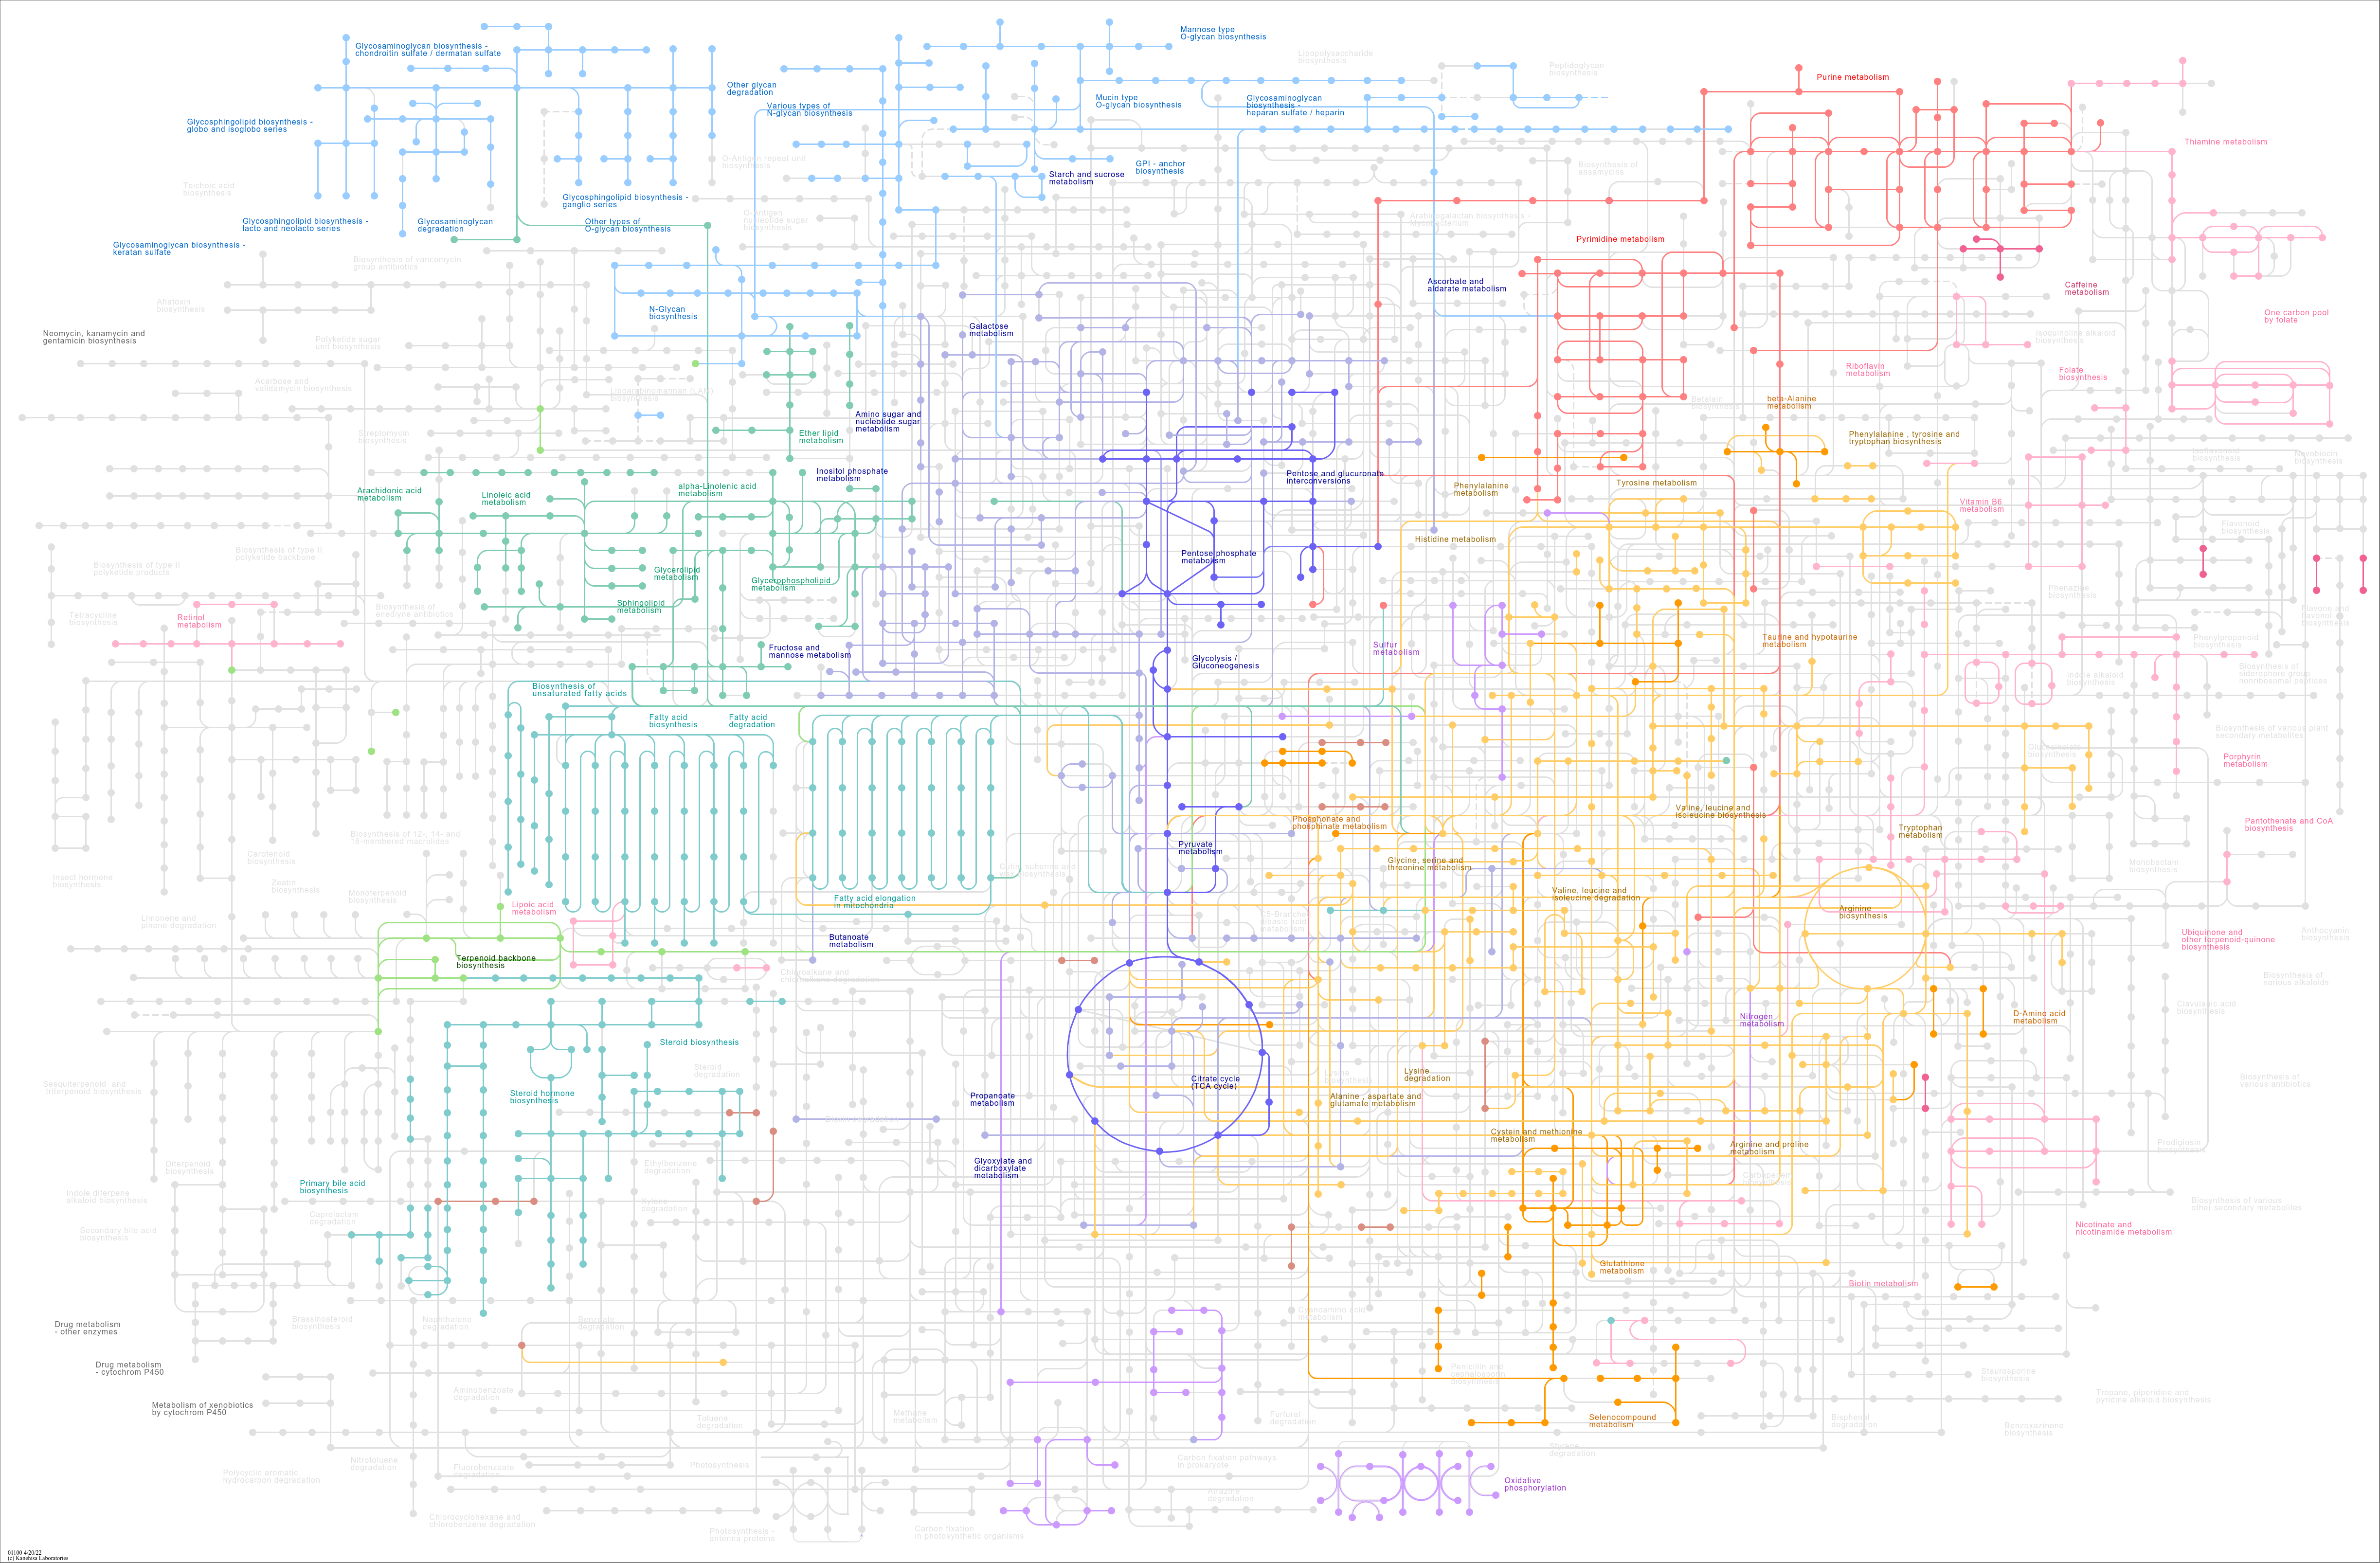 Glycosaminoglycan biosynthesis -
chondroitin sulfate / dermatan sulfate
Mannose type
O-glycan biosynthesis
Lipopolysaccharide
biosynthesis
Peptidoglycan
biosynthesis
Purine metabolism
Other glycan
degradation
Various types of
N-glycan biosynthesis
Mucin type
O-glycan biosynthesis
Glycosaminoglycan
biosynthesis -
heparan sulfate / heparin
Glycosphingolipid biosynthesis -
globo and isoglobo series
Thiamine metabolism
O-Antigen repeat unit
biosynthesis
GPI - anchor
biosynthesis
Starch and sucrose
metabolism
Biosynthesis of
ansamycins
Teichoic acid
biosynthesis
Glycosphingolipid biosynthesis -
ganglio series
Glycosphingolipid biosynthesis -
lacto and neolacto series
Glycosaminoglycan
degradation
Other types of
O-glycan biosynthesis
O-Antigen
nucleotide sugar
biosynthesis
Arabinogalactan biosynthesis -
Mycobacterium
Glycosaminoglycan biosynthesis -
keratan sulfate
Pyrimidine metabolism
Biosynthesis of vancomycin
group antibiotics
Ascorbate and
aldarate metabolism
Caffeine
metabolism
Aflatoxin
biosynthesis
N-Glycan
biosynthesis
Galactose
metabolism
One carbon pool
by folate
Neomycin, kanamycin and
gentamicin biosynthesis
Polyketide sugar
unit biosynthesis
Isoquinoline alkaloid
biosynthesis
Riboflavin
metabolism
Folate
biosynthesis
Acarbose and
validamycin biosynthesis
Lipoarabinomannan (LAM)
biosynthesis
Betalain
biosynthesis
beta-Alanine
metabolism
Amino sugar and
nucleotide sugar
metabolism
Streptomycin
biosynthesis
Ether lipid
metabolism
Phenylalanine , tyrosine and
tryptophan biosynthesis
Isoflavonoid
biosynthesis
Novobiocin
biosynthesis
Inositol phosphate
metabolism
Pentose and glucuronate
interconversions
Arachidonic acid
metabolism
Linoleic acid
metabolism
alpha-Linolenic acid
metabolism
Phenylalanine
metabolism
Tyrosine metabolism
Vitamin B6
metabolism
Flavonoid
biosynthesis
Histidine metabolism
Biosynthesis of type II
polyketide backbone
Biosynthesis of type II
polyketide products
Pentose phosphate
metabolism
Glycerolipid
metabolism
Glycerophospholipid
metabolism
Phenazine
biosynthesis
Sphingolipid
metabolism
Biosynthesis of
enediyne antibiotics
Tetracycline
biosynthesis
Retinol
metabolism
Flavone and
flavonol
biosynthesis
Fructose and
mannose metabolism
Glycolysis /
Gluconeogenesis
Sulfur
metabolism
Taurine and hypotaurine
metabolism
Phenylpropanoid
biosynthesis
Biosynthesis of
siderophore group
nonribosomal peptides
Indole alkaloid
biosynthesis
Biosynthesis of
unsaturated fatty acids
Fatty acid
biosynthesis
Fatty acid
degradation
Biosynthesis of various plant
secondary metabolites
Glucosinolate
biosynthesis
Porphyrin
metabolism
Valine, leucine and
isoleucine biosynthesis
Phosphonate and
phosphinate metabolism
Tryptophan
metabolism
Pantothenate and CoA
biosynthesis
Biosynthesis of 12-, 14- and
16-membered macrolides
Pyruvate
metabolism
Carotenoid
biosynthesis
Glycine, serine and
threonine metabolism
Monobactam
biosynthesis
Cutin, suberine and
wax biosynthesis
Insect hormone
biosynthesis
Zeatin
biosynthesis
Monoterpenoid
biosynthesis
Valine, leucine and
isoleucine degradation
Fatty acid elongation
in mitochondria
Lipoic acid
metabolism
Arginine
biosynthesis
C5-Branched
dibasic acid
metabolism
Limonene and
pinene degradation
Butanoate
metabolism
Ubiquinone and
other terpenoid-quinone
biosynthesis
Anthocyanin
biosynthesis
Terpenoid backbone
biosynthesis
Chloroalkane and
chloroalkene degradation
Biosynthesis of
various alkaloids
Clavulanic acid
biosynthesis
Nitrogen
metabolism
D-Amino acid
metabolism
Steroid biosynthesis
Steroid
degradation
Lysine
biosynthesis
Lysine
degradation
Citrate cycle
(TCA cycle)
Biosynthesis of
various antibiotics
Sesquiterpenoid and
triterpenoid biosynthesis
Steroid hormone
biosynthesis
Propanoate
metabolism
Alanine , aspartate and
glutamate metabolism
Cystein and methionine
metabolism
Arginine and proline
metabolism
Prodigiosin
biosynthesis
Diterpenoid
biosynthesis
Ethylbenzene
degradation
Glyoxylate and
dicarboxylate
metabolism
Primary bile acid
biosynthesis
Indole diterpene
alkaloid biosynthesis
Xylene
degradation
Biosynthesis of various
other secondary metabolites
Caprolactam
degradation
Secondary bile acid
biosynthesis
Nicotinate and
nicotinamide metabolism
Glutathione
metabolism
Biotin metabolism
Cyanoamino acid
metabolism
Brassinosteroid
biosynthesis
Naphthalene
degradation
Benzoate
degradation
Drug metabolism
- other enzymes
Drug metabolism
- cytochrom P450
Penicillin and
cephalosporin
biosynthesis
Staurosporine
biosynthesis
Aminobenzoate
degradation
Tropane, piperidine and
pyridine alkaloid biosynthesis
Metabolism of xenobiotics
by cytochrom P450
Methane
metabolism
Toluene
degradation
Furfural
degradation
Selenocompound
metabolism
Bisphenol
degradation
Benzoxazinone
biosynthesis
Styrene
degradation
Nitrotoluene
degradation
Fluorobenzoate
degradation
Photosynthesis
Carbon fixation pathways
in prokaryote
Polycyclic aromatic
hydrocarbon degradation
Oxidative
phosphorylation
Atrazine
degradation
Chlorocyclohexane and
chlorobenzene degradation
Photosynthesis -
antenna proteins
Carbon fixation
in photosynthetic organisms
01100 4/20/22
(c) Kanehisa Laboratories